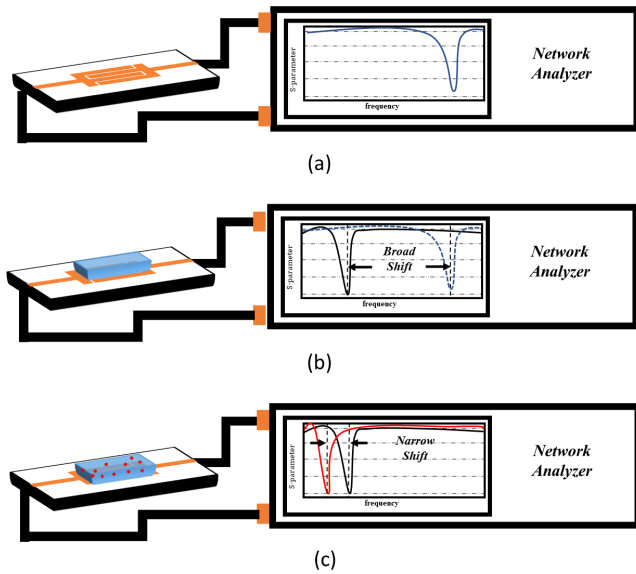 S-parameter
frequency
Network
Analyzer
(a)
S-parameter
Broad
Shift
frequency
Network
Analyzer
(b)
S-parameter
Narrow
Shift
frequency
Network
Analyzer
(c)